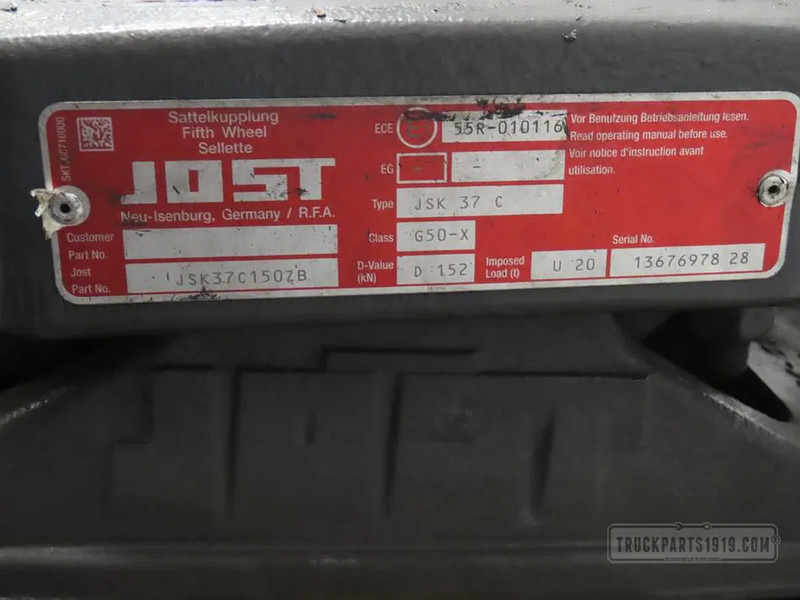 Sattelkupplung
Fifth Wheel
Sellette
JOST
Neu-Isenburg, Germany / R.F.A.
Customer
Part No.
Jost
Part No.
JSK37C150ZB
ECE
55R-010116
EG
- -
Type
JSK 37 C
Class
G50-X
D-Value
(kN)
D 152
Imposed
Load (t)
U 20
Vor Benutzung Betriebsanleitung lesen.
Read operating manual before use.
Voir notice d'instruction avant
utilisation.
Serial No.
13676978 28
JOST
TRUCKPARTS1919.COM